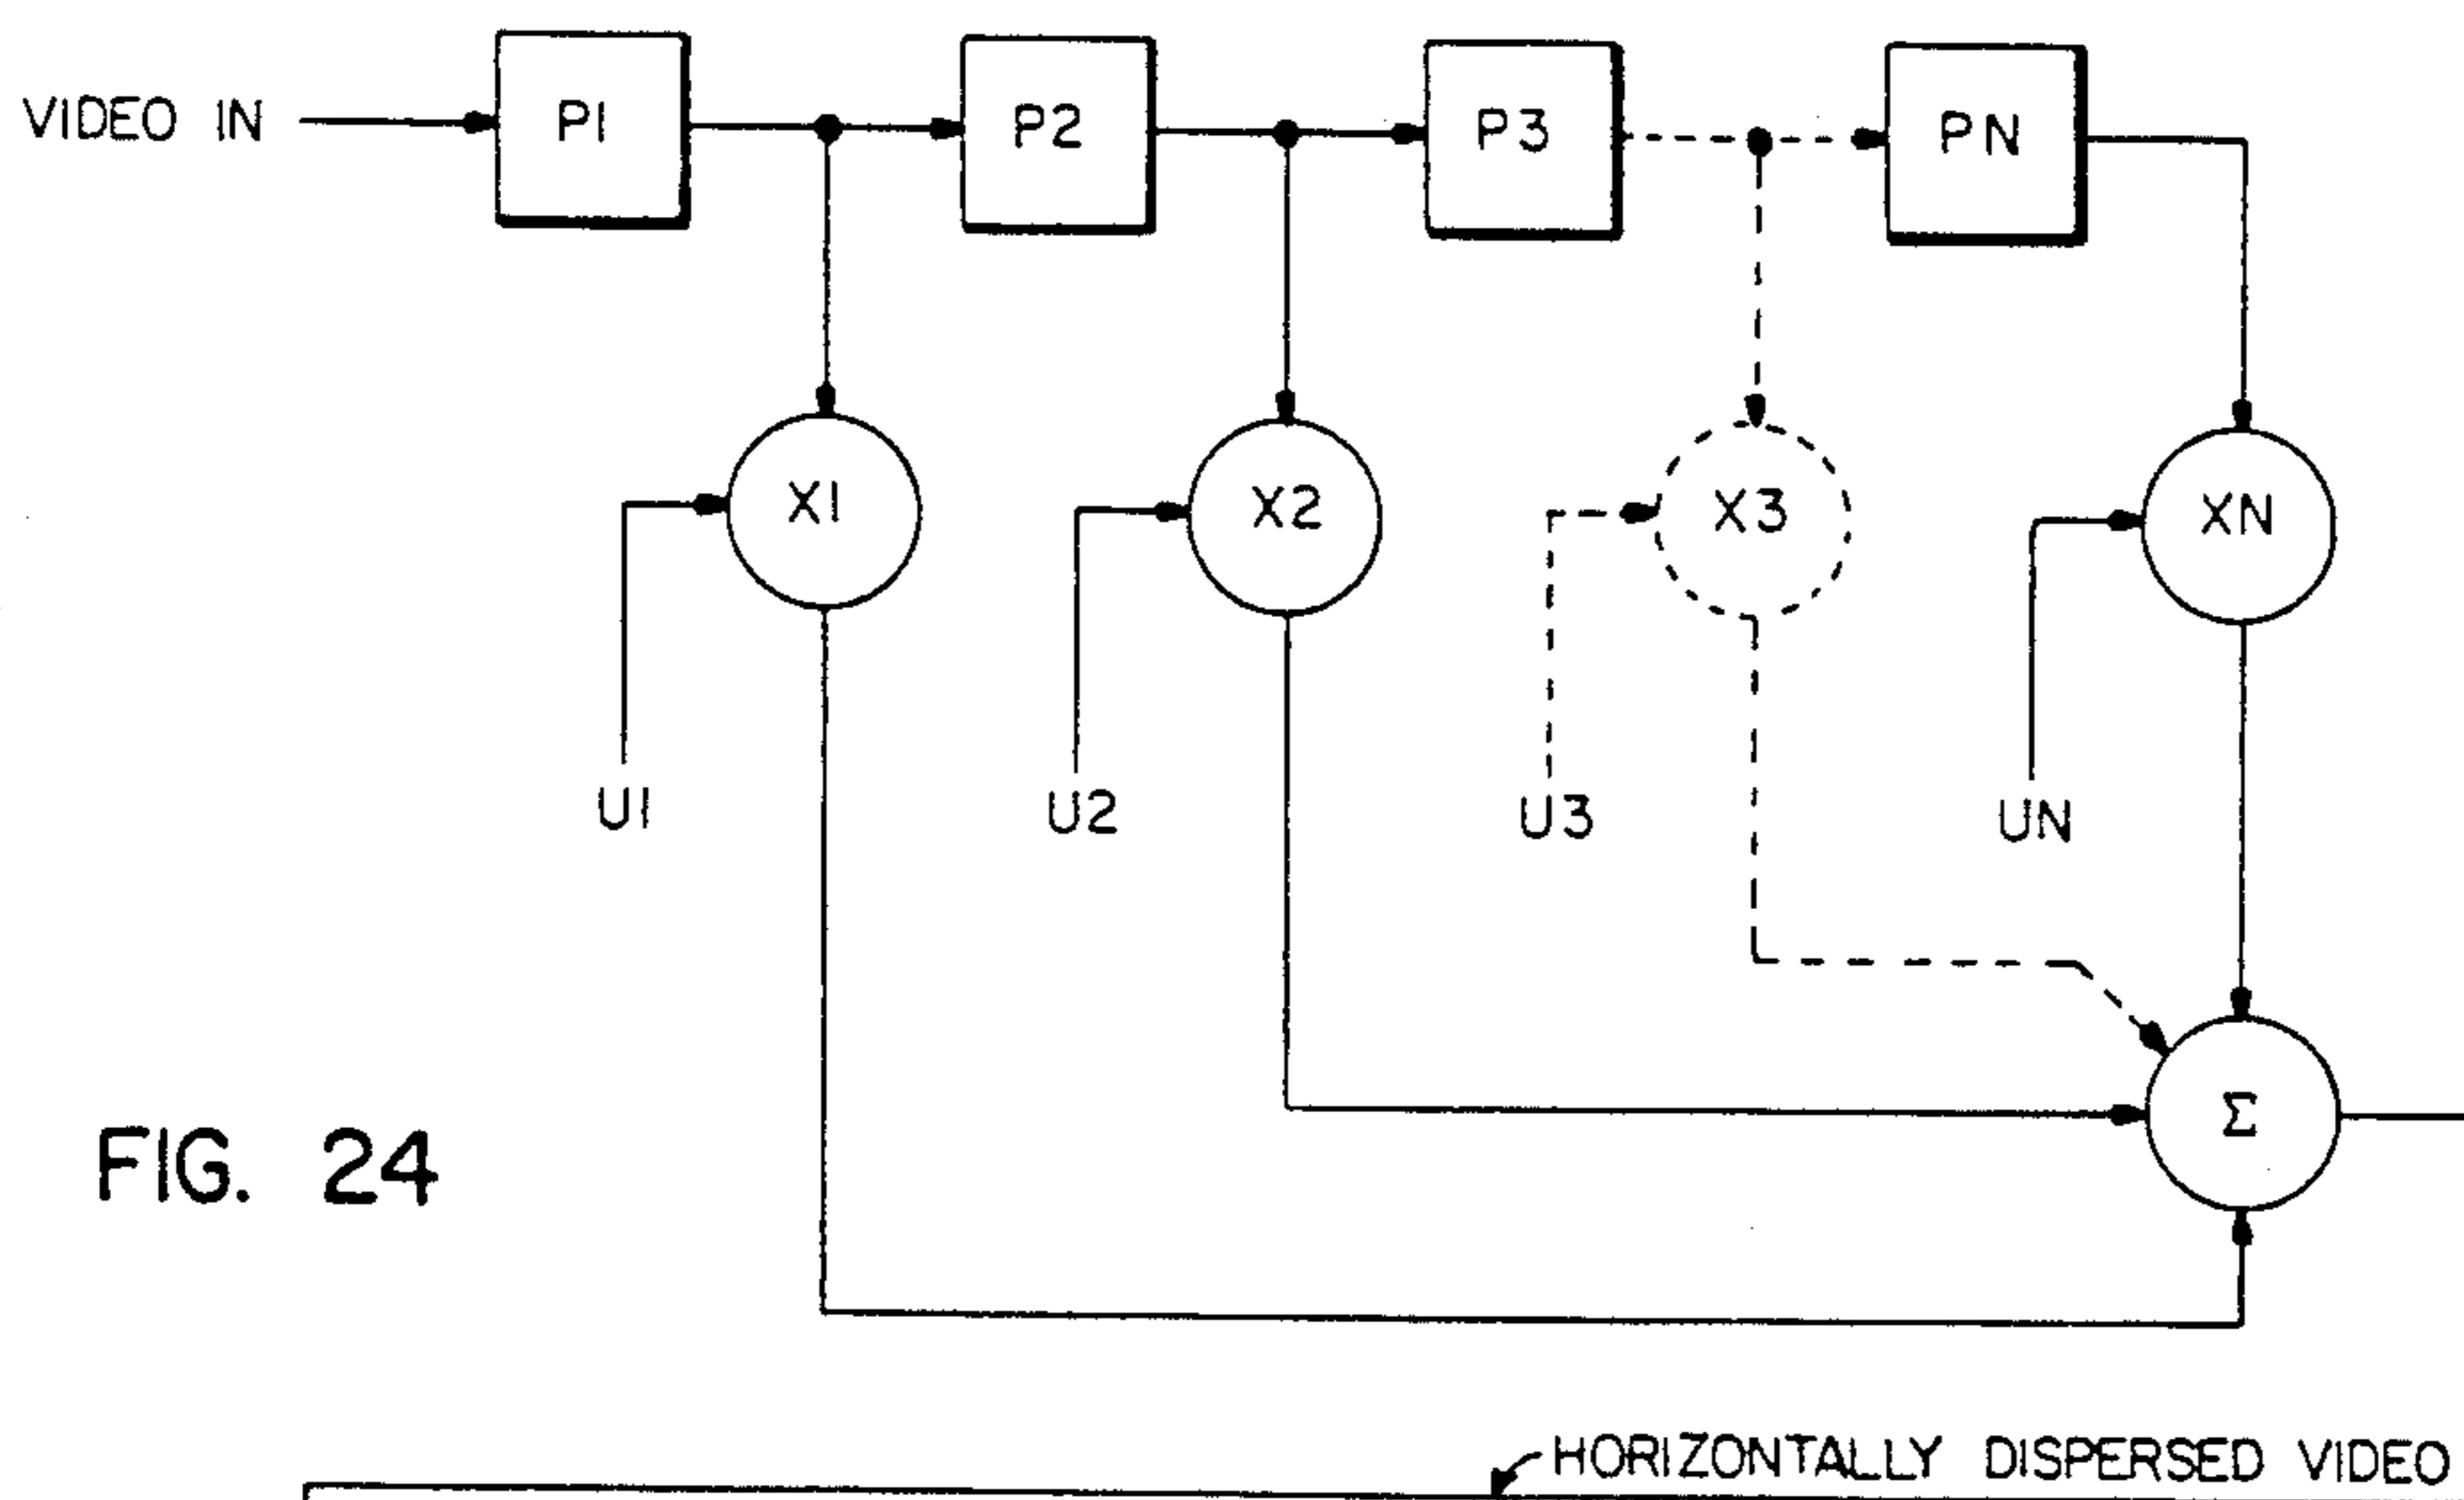 VIDEO IN
P1
P2
P3
PN
X1
X2
X3
XN
U1
U2
U3
UN
Σ
FIG. 24
HORIZONTALLY DISPERSED VIDEO